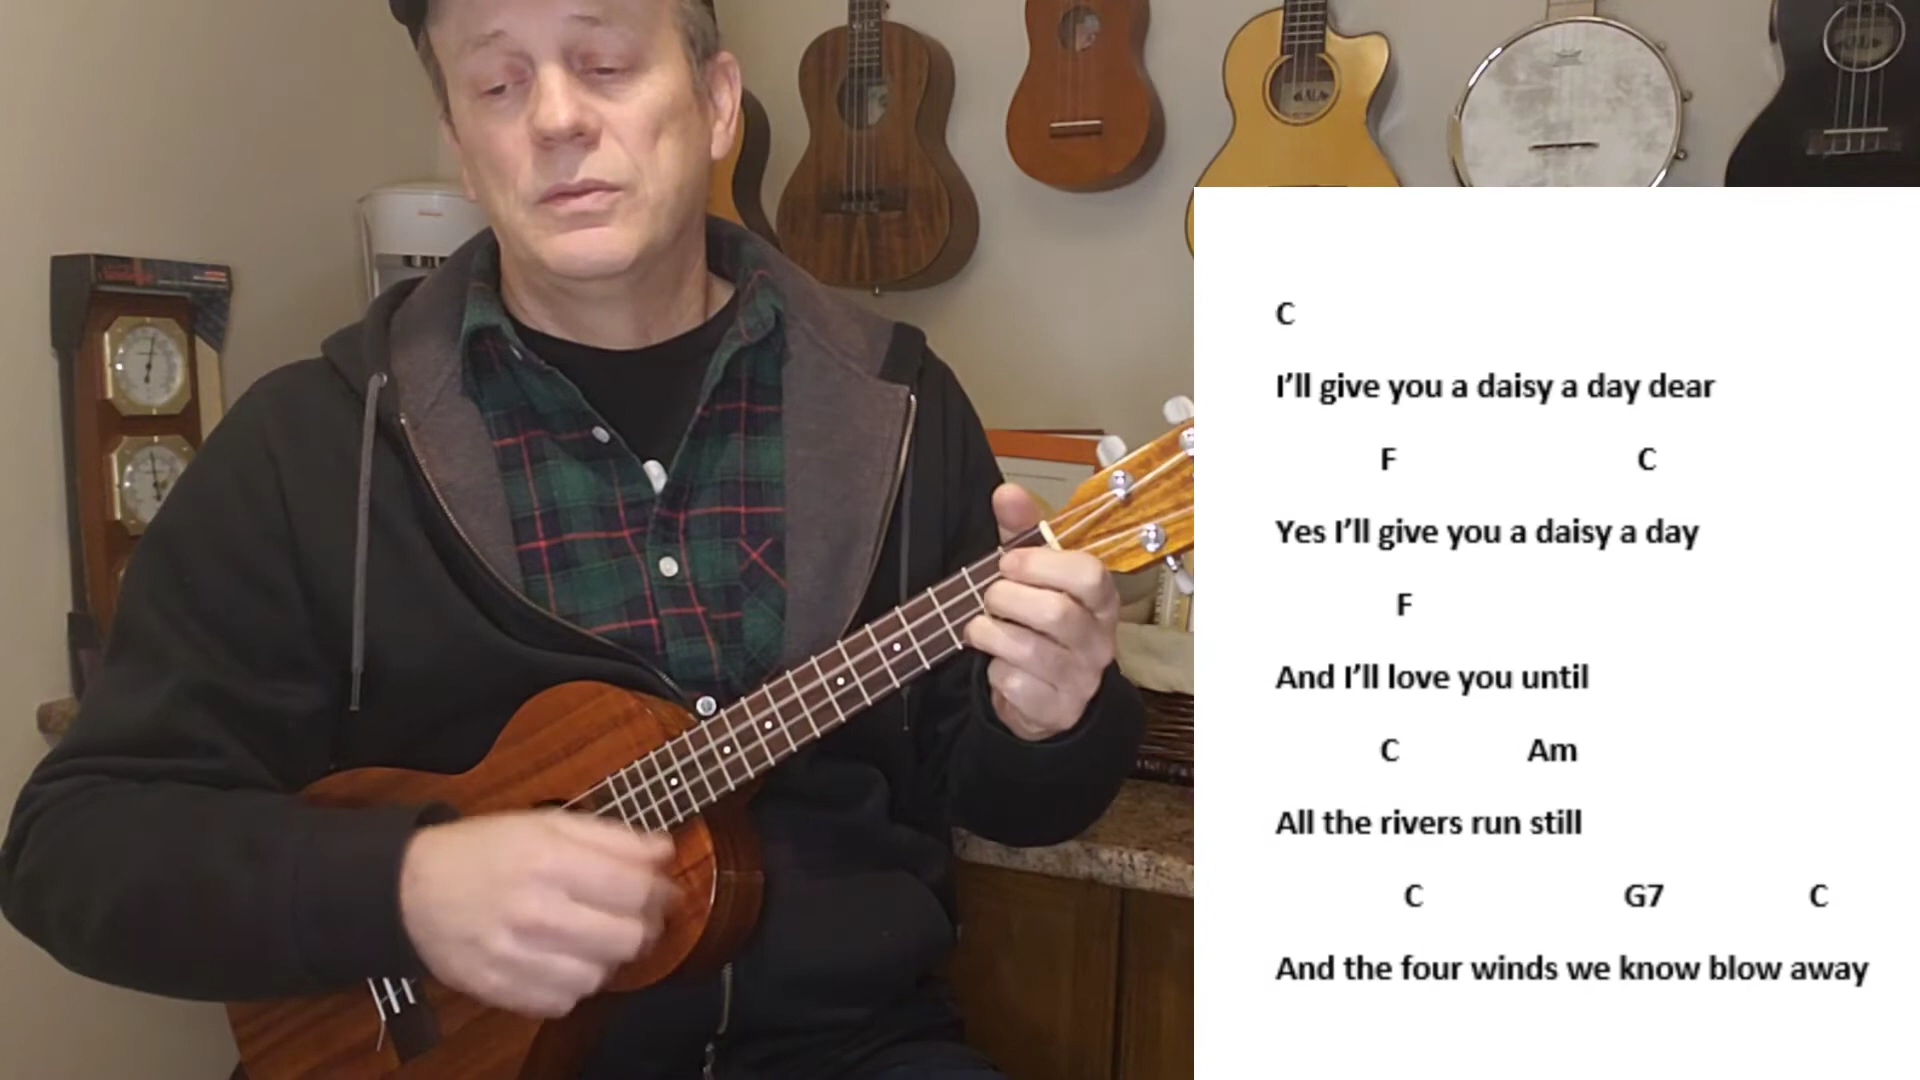 KALA
C
I'll give you a daisy a day dear
F C
Yes I'll give you a daisy a day
F
And I'll love you until
C Am
All the rivers run still
C G7 C
And the four winds we know blow away